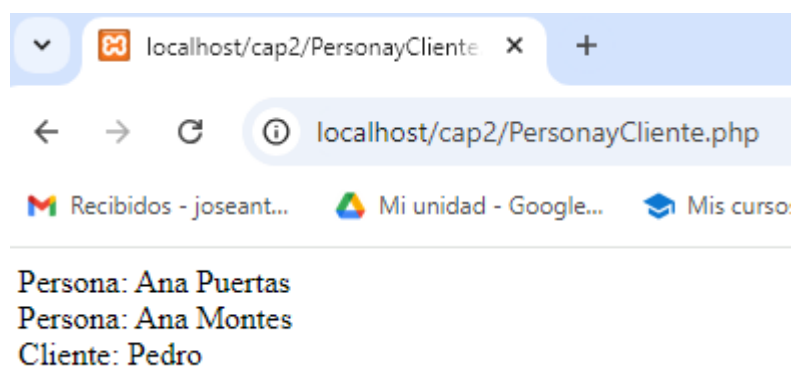 localhost/cap2/PersonayCliente
localhost/cap2/PersonayCliente.php
Recibidos - joseant... Mi unidad - Google... Mis curso
Persona: Ana Puertas
Persona: Ana Montes
Cliente: Pedro